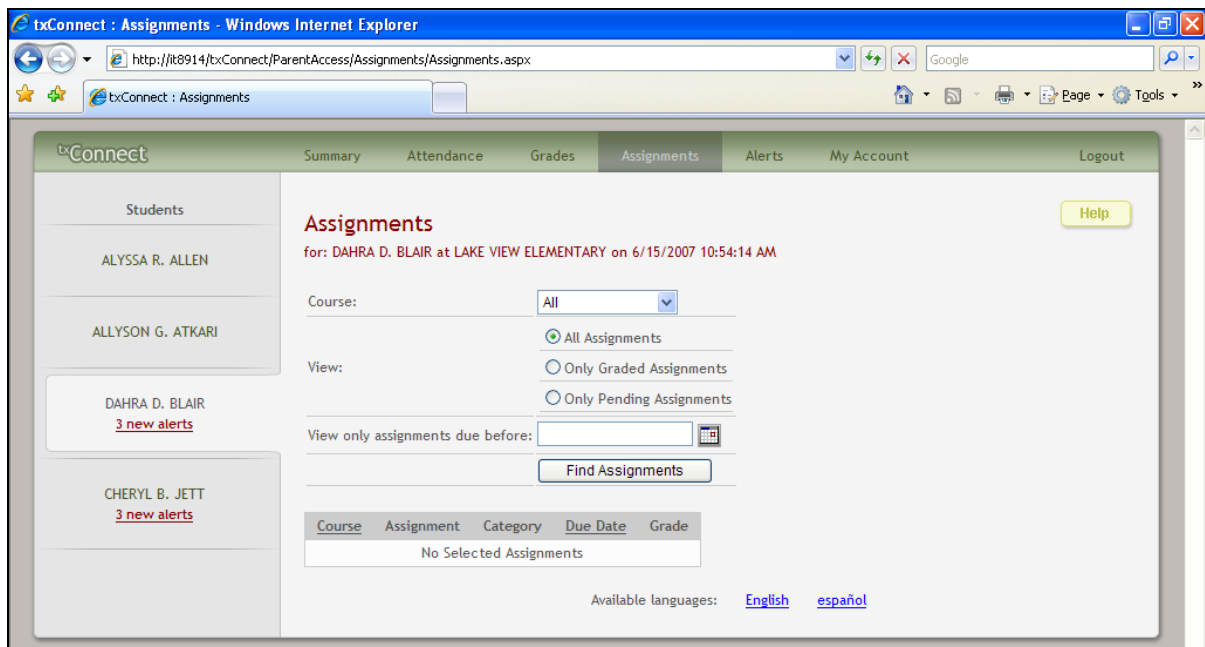 txConnect : Assignments - Windows Internet Explorer
http://it8914/txConnect/ParentAccess/Assignments/Assignments.aspx
Google
txConnect : Assignments
Page
Tools
»
txConnect
Summary Attendance Grades Assignments Alerts My Account Logout
Students
ALYSSA R. ALLEN
ALLYSON G. ATKARI
DAHRA D. BLAIR
3 new alerts
CHERYL B. JETT
3 new alerts
Help
Assignments
for: DAHRA D. BLAIR at LAKE VIEW ELEMENTARY on 6/15/2007 10:54:14 AM
Course: All
View:
All Assignments
Only Graded Assignments
Only Pending Assignments
View only assignments due before:
Find Assignments
Course Assignment Category Due Date Grade
No Selected Assignments
Available languages: English español